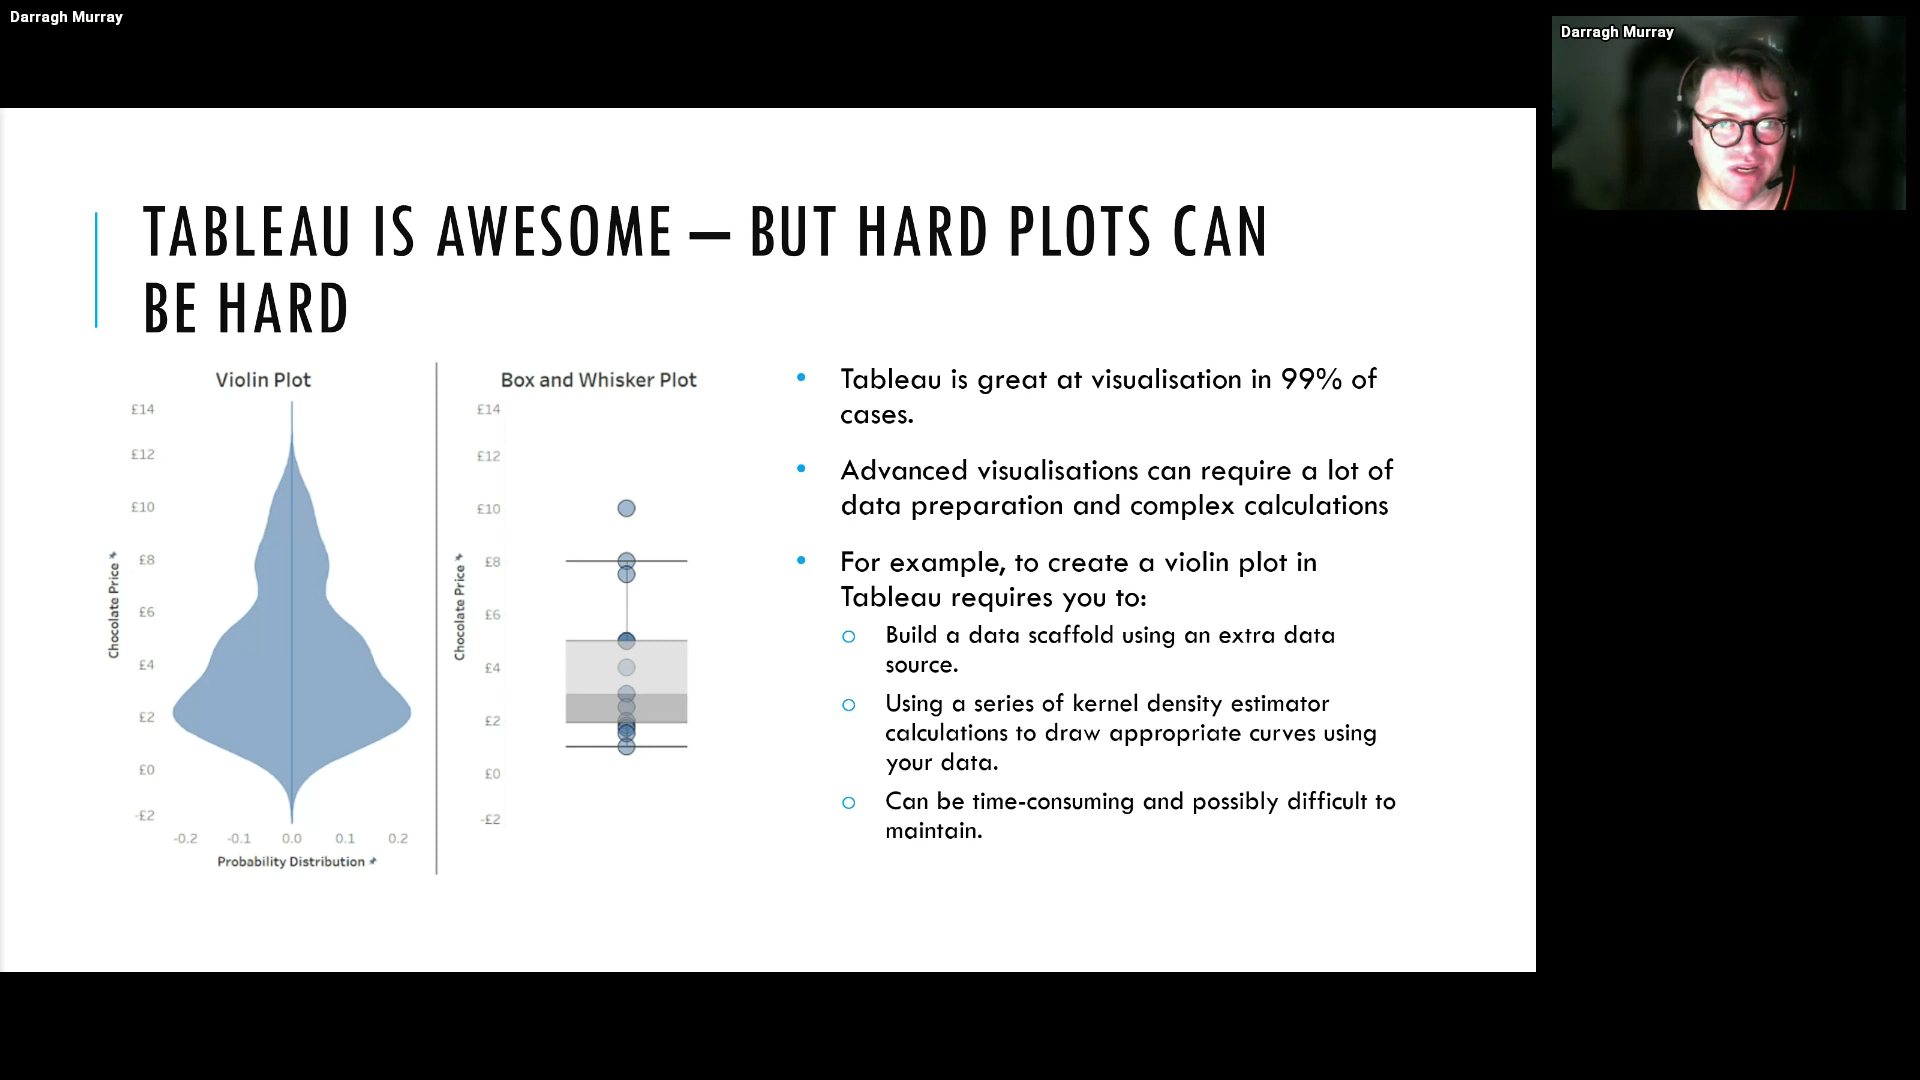 Darragh Murray
Darragh Murray
TABLEAU IS AWESOME – BUT HARD PLOTS CAN
BE HARD
Violin Plot
£14
£12
£10
£8
£6
£4
£2
£0
-£2
Chocolate Price
-0.2 -0.1 0.0 0.1 0.2
Probability Distribution
Box and Whisker Plot
£14
£12
£10
£8
£6
£4
£2
£0
-£2
Chocolate Price
• Tableau is great at visualisation in 99% of
cases.
• Advanced visualisations can require a lot of
data preparation and complex calculations
• For example, to create a violin plot in
Tableau requires you to:
o Build a data scaffold using an extra data
source.
o Using a series of kernel density estimator
calculations to draw appropriate curves using
your data.
o Can be time-consuming and possibly difficult to
maintain.